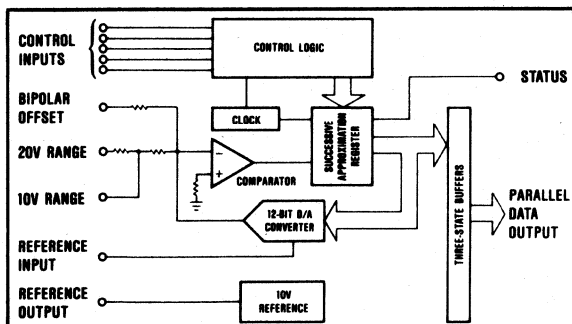 CONTROL
INPUTS
CONTROL LOGIC
STATUS
BIPOLAR
OFFSET
CLOCK
SUCCESSIVE
APPROXIMATION
REGISTER
20V RANGE
−
+
COMPARATOR
10V RANGE
12-BIT D/A
CONVERTER
THREE-STATE BUFFERS
PARALLEL
DATA
OUTPUT
REFERENCE
INPUT
REFERENCE
OUTPUT
10V
REFERENCE